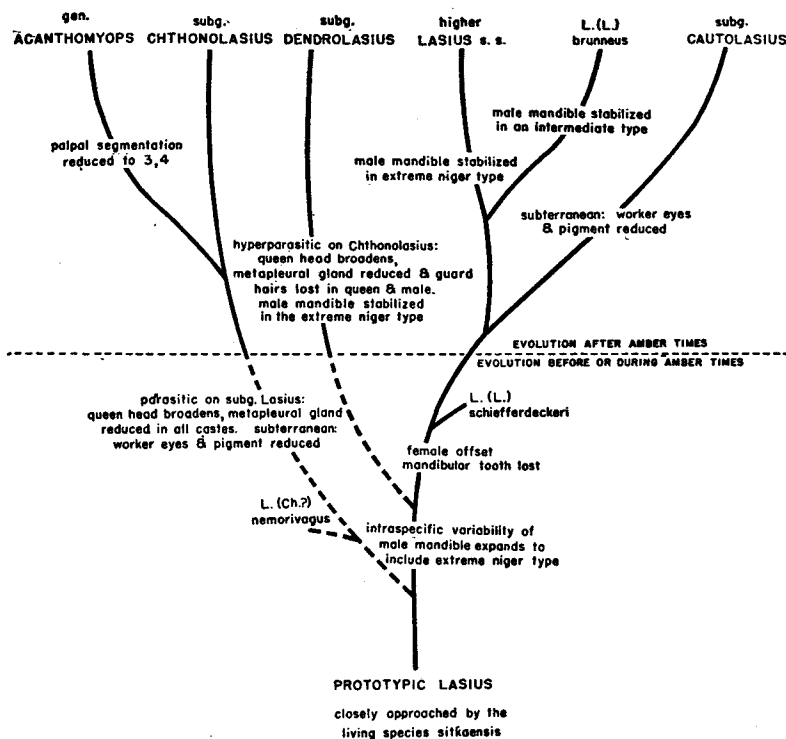 gen.
ACANTHOMYOPS
subg.
CHTHONOLASIUS
subg.
DENDROLASIUS
higher
LASIUS s. s.
L.(L.)
brunneus
subg.
CAUTOLASIUS
male mandible stabilized
in an intermediate type
palpal segmentation
reduced to 3,4
male mandible stabilized
in extreme niger type
subterranean: worker eyes
& pigment reduced
hyperparasitic on Chthonolasius:
queen head broadens,
metapleural gland reduced & guard
hairs lost in queen & male.
male mandible stabilized
in the extreme niger type
EVOLUTION AFTER AMBER TIMES
EVOLUTION BEFORE OR DURING AMBER TIMES
parasitic on subg. Lasius:
queen head broadens, metapleural gland
reduced in all castes. subterranean:
worker eyes & pigment reduced
L. (L.)
schiefferdeckeri
female offset
mandibular tooth lost
L. (Ch.?)
nemorivagus
intraspecific variability of
male mandible expands to
include extreme niger type
PROTOTYPIC LASIUS
closely approached by the
living species sitkaensis